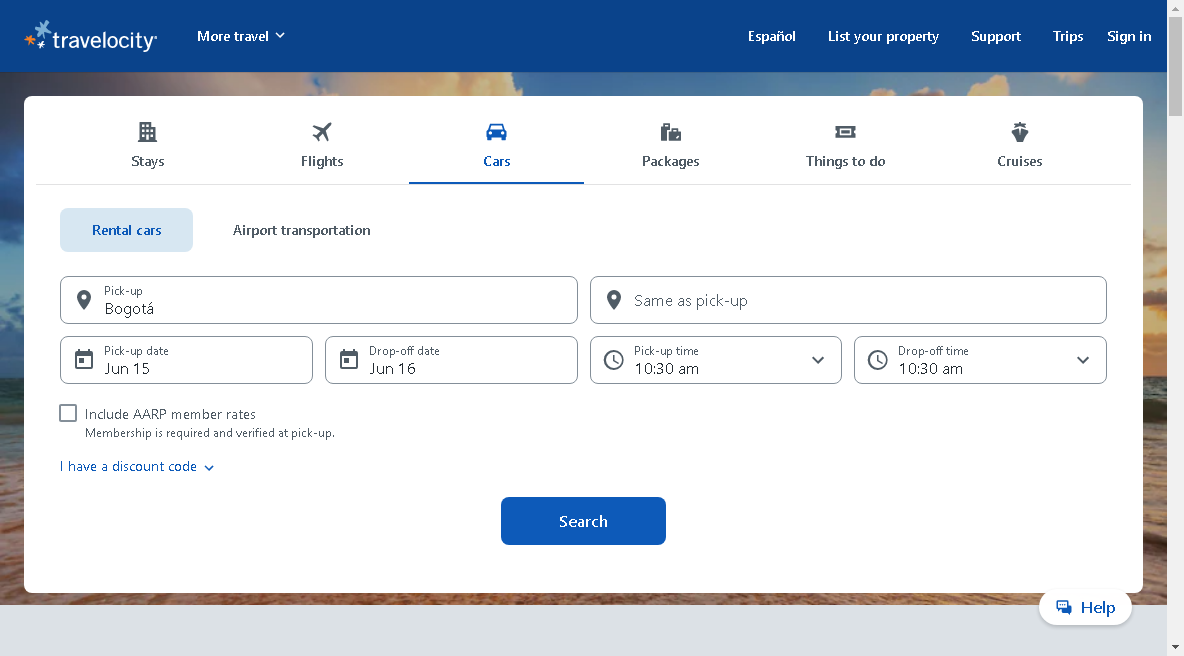 travelocity
More travel
Español
List your property
Support
Trips
Sign in
Stays
Flights
Cars
Packages
Things to do
Cruises
Rental cars
Airport transportation
Pick-up
Bogotá
Same as pick-up
Pick-up date
Jun 15
Drop-off date
Jun 16
Pick-up time
10:30 am
Drop-off time
10:30 am
Include AARP member rates
Membership is required and verified at pick-up.
I have a discount code
Search
Help